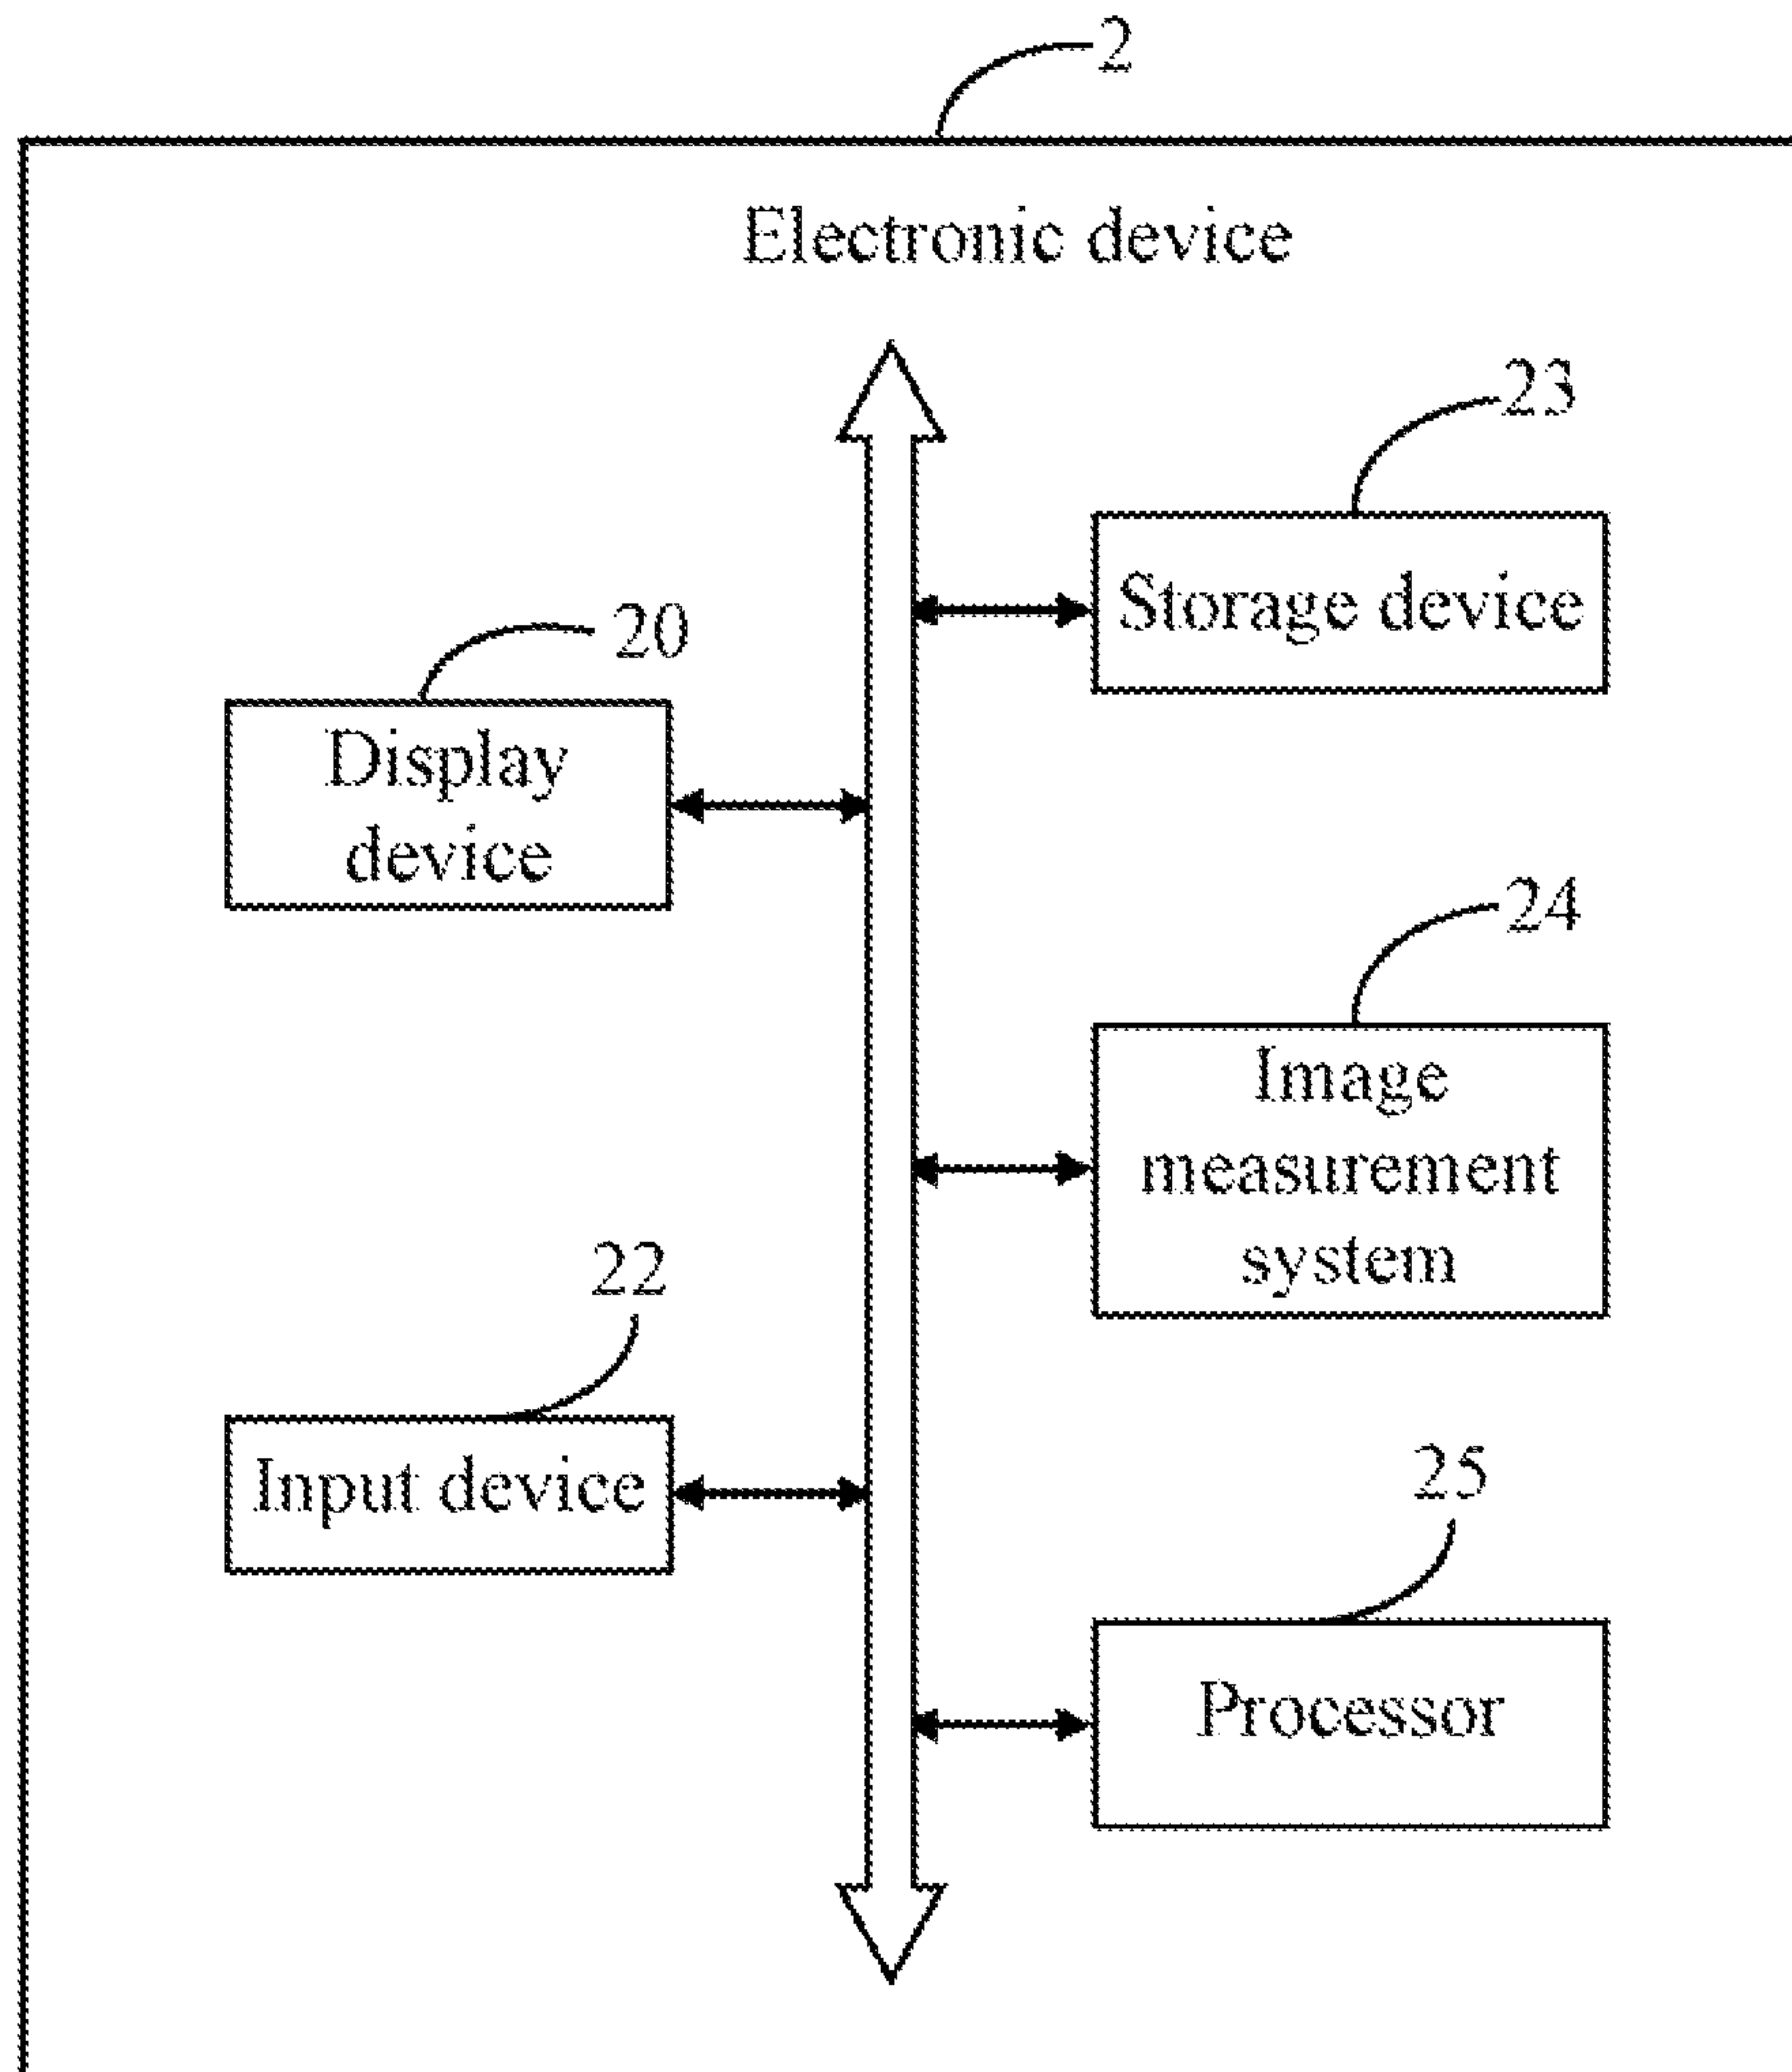 2
Electronic device
23
Storage device
20
Display
device
24
Image
measurement
system
22
Input device
25
Processor